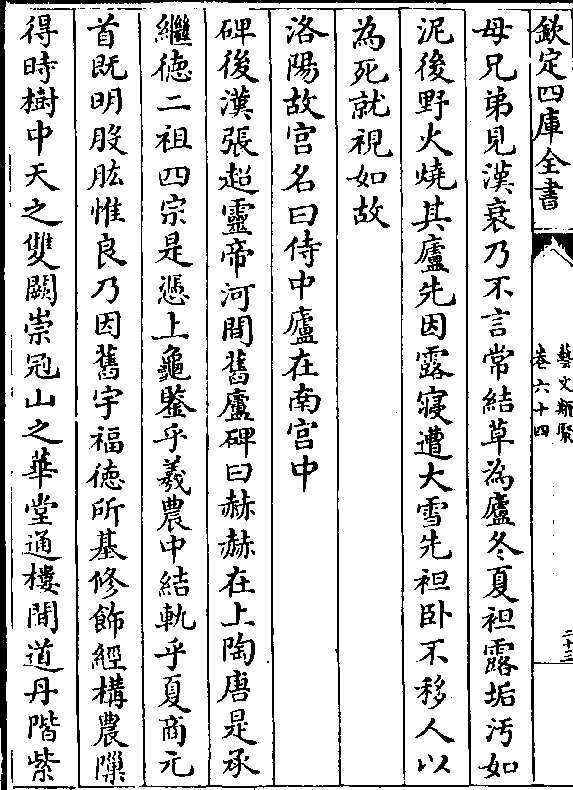 欽定四庫全書
藝文類聚
卷六十四
二十三
母兄弟見漢衰乃不言常結草為廬冬夏袒露垢汚如
泥後野火燒其廬先因露寢遭大雪先袒卧不移人以
為死就視如故
洛陽故宫名曰侍中廬在南宫中
碑後漢張超靈帝河間舊廬碑曰赫赫在上陶唐是承
繼徳二祖四宗是憑上龜鑒乎羲農中結軌乎夏商元
首既明股肱惟良乃因舊宇福徳所基修飾經構農隟
得時樹中天之雙闕崇冠山之華堂通樓閒道丹階紫